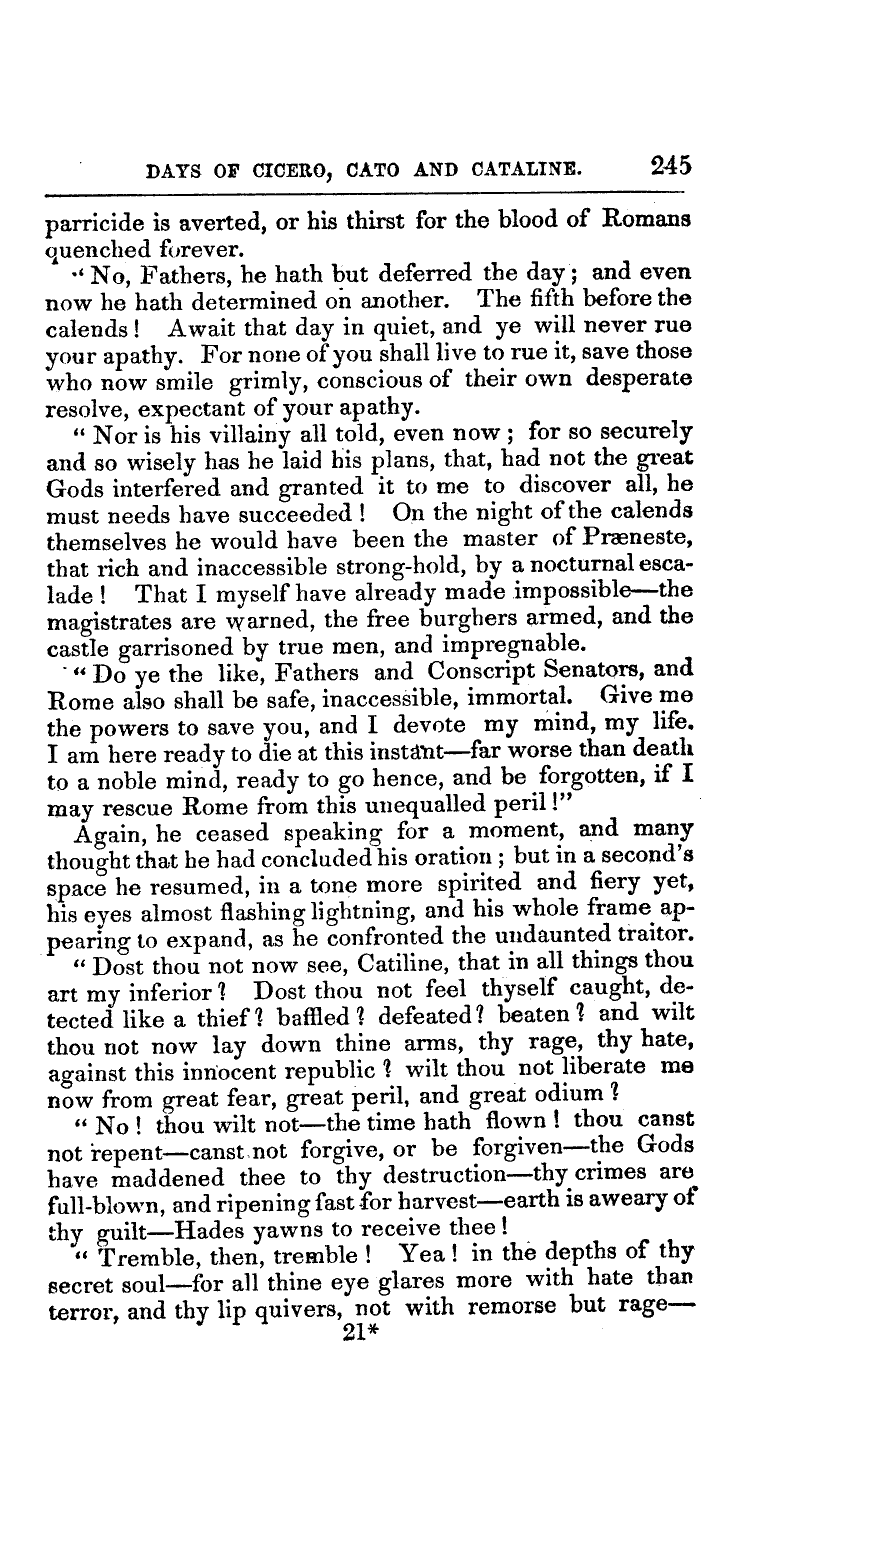 DAYS OF CICERO, CATO AND CATALINE. 245
parricide is averted, or his thirst for the blood of Romans
quenched forever.
"No, Fathers, he hath but deferred the day; and even
now he hath determined on another. The fifth before the
calends! Await that day in quiet, and ye will never rue
your apathy. For none of you shall live to rue it, save those
who now smile grimly, conscious of their own desperate
resolve, expectant of your apathy.
"Nor is his villainy all told, even now; for so securely
and so wisely has he laid his plans, that, had not the great
Gods interfered and granted it to me to discover all, he
must needs have succeeded! On the night of the calends
themselves he would have been the master of Præneste,
that rich and inaccessible strong-hold, by a nocturnal esca-
lade! That I myself have already made impossible—the
magistrates are warned, the free burghers armed, and the
castle garrisoned by true men, and impregnable.
"Do ye the like, Fathers and Conscript Senators, and
Rome also shall be safe, inaccessible, immortal. Give me
the powers to save you, and I devote my mind, my life.
I am here ready to die at this instant—far worse than death
to a noble mind, ready to go hence, and be forgotten, if I
may rescue Rome from this unequalled peril!"
Again, he ceased speaking for a moment, and many
thought that he had concluded his oration; but in a second's
space he resumed, in a tone more spirited and fiery yet,
his eyes almost flashing lightning, and his whole frame ap-
pearing to expand, as he confronted the undaunted traitor.
"Dost thou not now see, Catiline, that in all things thou
art my inferior? Dost thou not feel thyself caught, de-
tected like a thief? baffled? defeated? beaten? and wilt
thou not now lay down thine arms, thy rage, thy hate,
against this innocent republic? wilt thou not liberate me
now from great fear, great peril, and great odium?
"No! thou wilt not—the time hath flown! thou canst
not repent—canst not forgive, or be forgiven—the Gods
have maddened thee to thy destruction—thy crimes are
full-blown, and ripening fast for harvest—earth is aweary of
thy guilt—Hades yawns to receive thee!
"Tremble, then, tremble! Yea! in the depths of thy
secret soul—for all thine eye glares more with hate than
terror, and thy lip quivers, not with remorse but rage—
21*